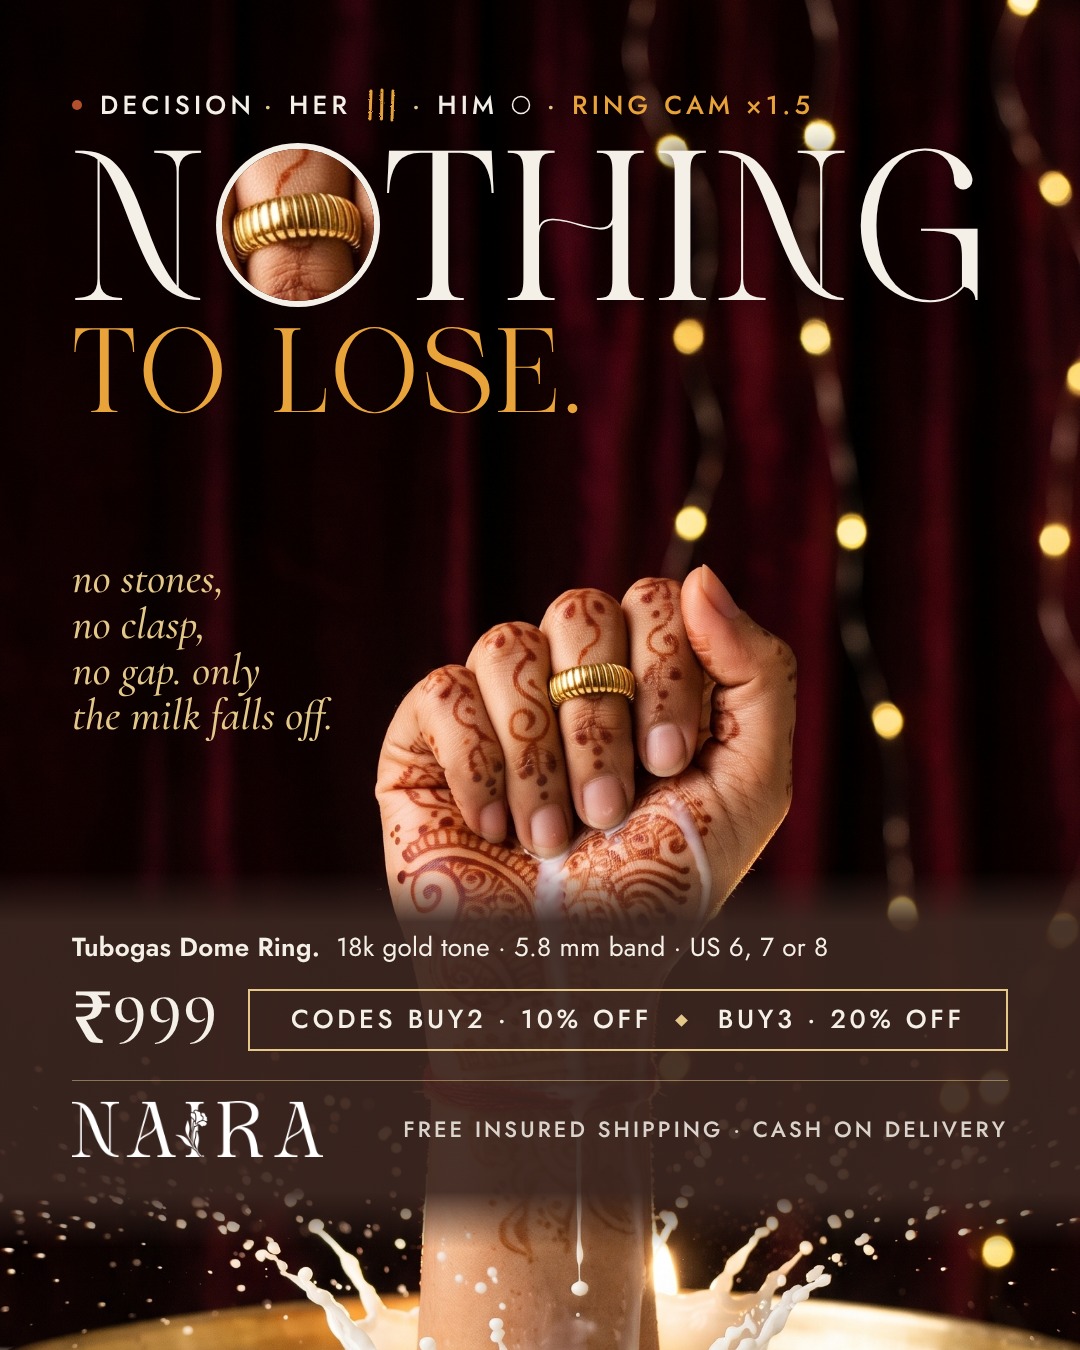 DECISION · HER ||| · HIM ○ · RING CAM ×1.5
NOTHING
TO LOSE.
no stones,
no clasp,
no gap. only
the milk falls off.
Tubogas Dome Ring. 18k gold tone · 5.8 mm band · US 6, 7 or 8
₹999
CODES BUY2 · 10% OFF ◆ BUY3 · 20% OFF
NAIRA
FREE INSURED SHIPPING · CASH ON DELIVERY